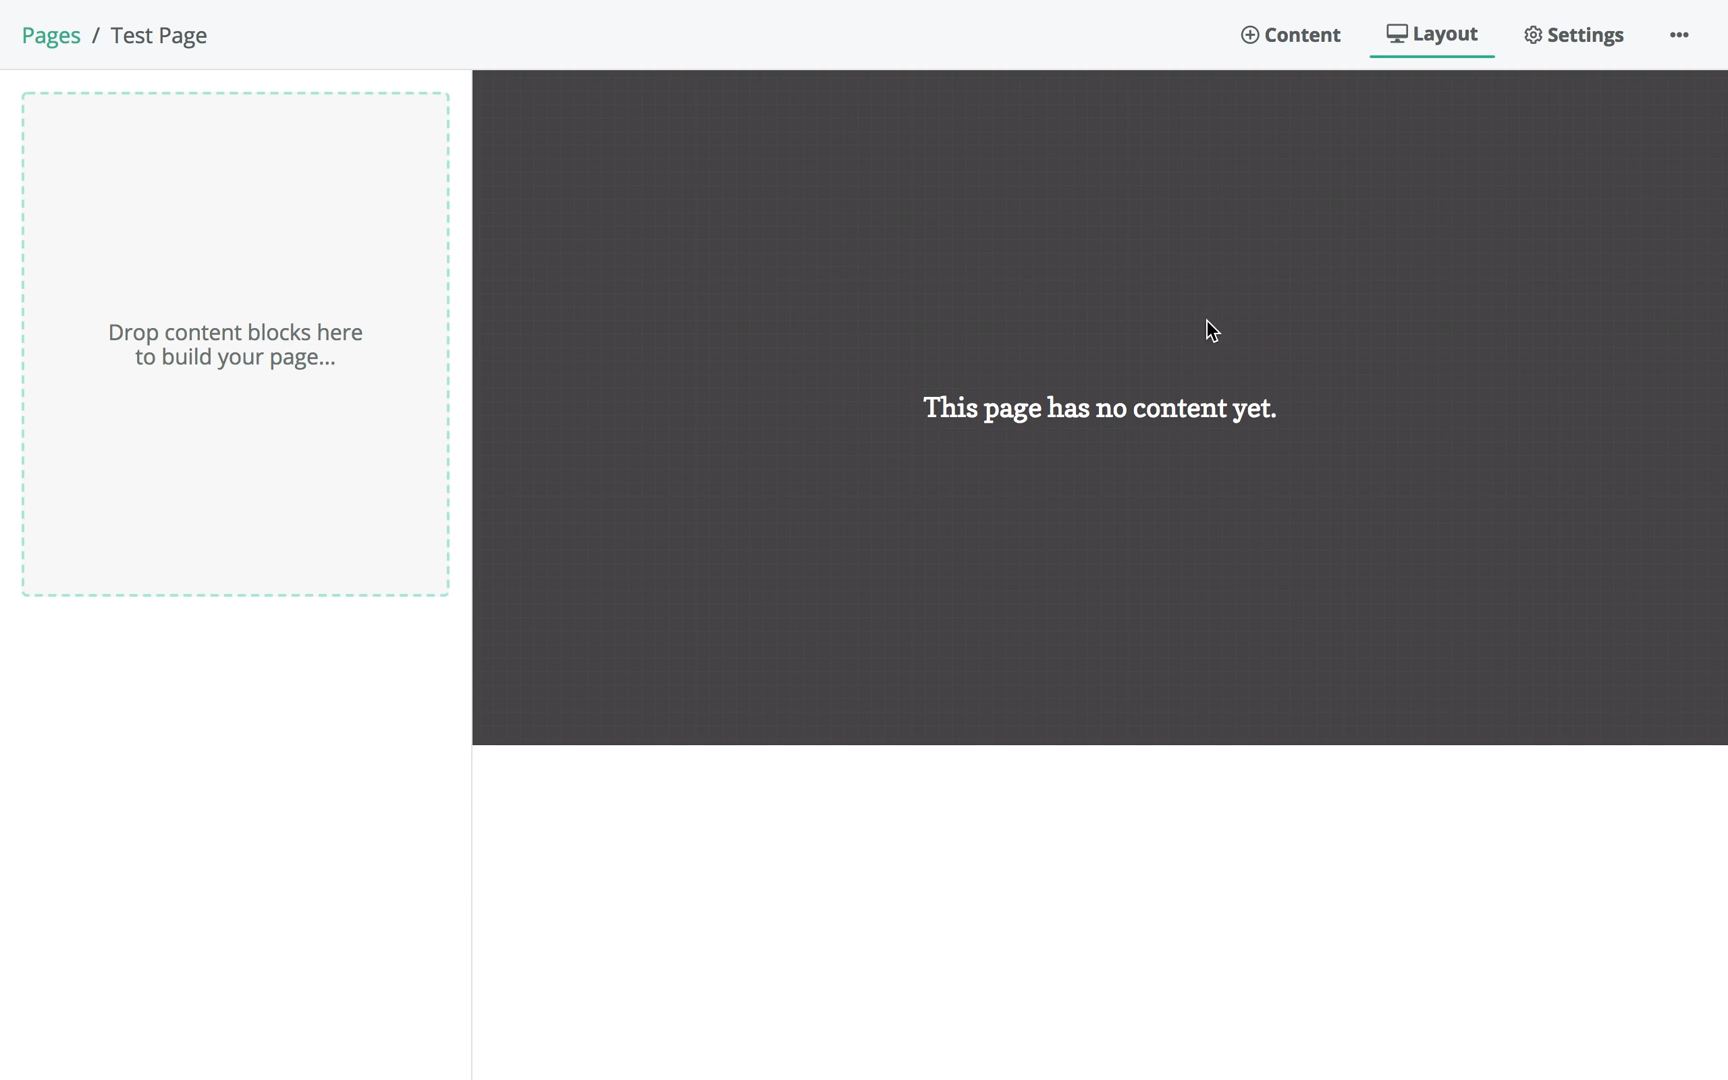 Pages / Test Page
Content
Layout
Settings
Drop content blocks here
to build your page...
This page has no content yet.